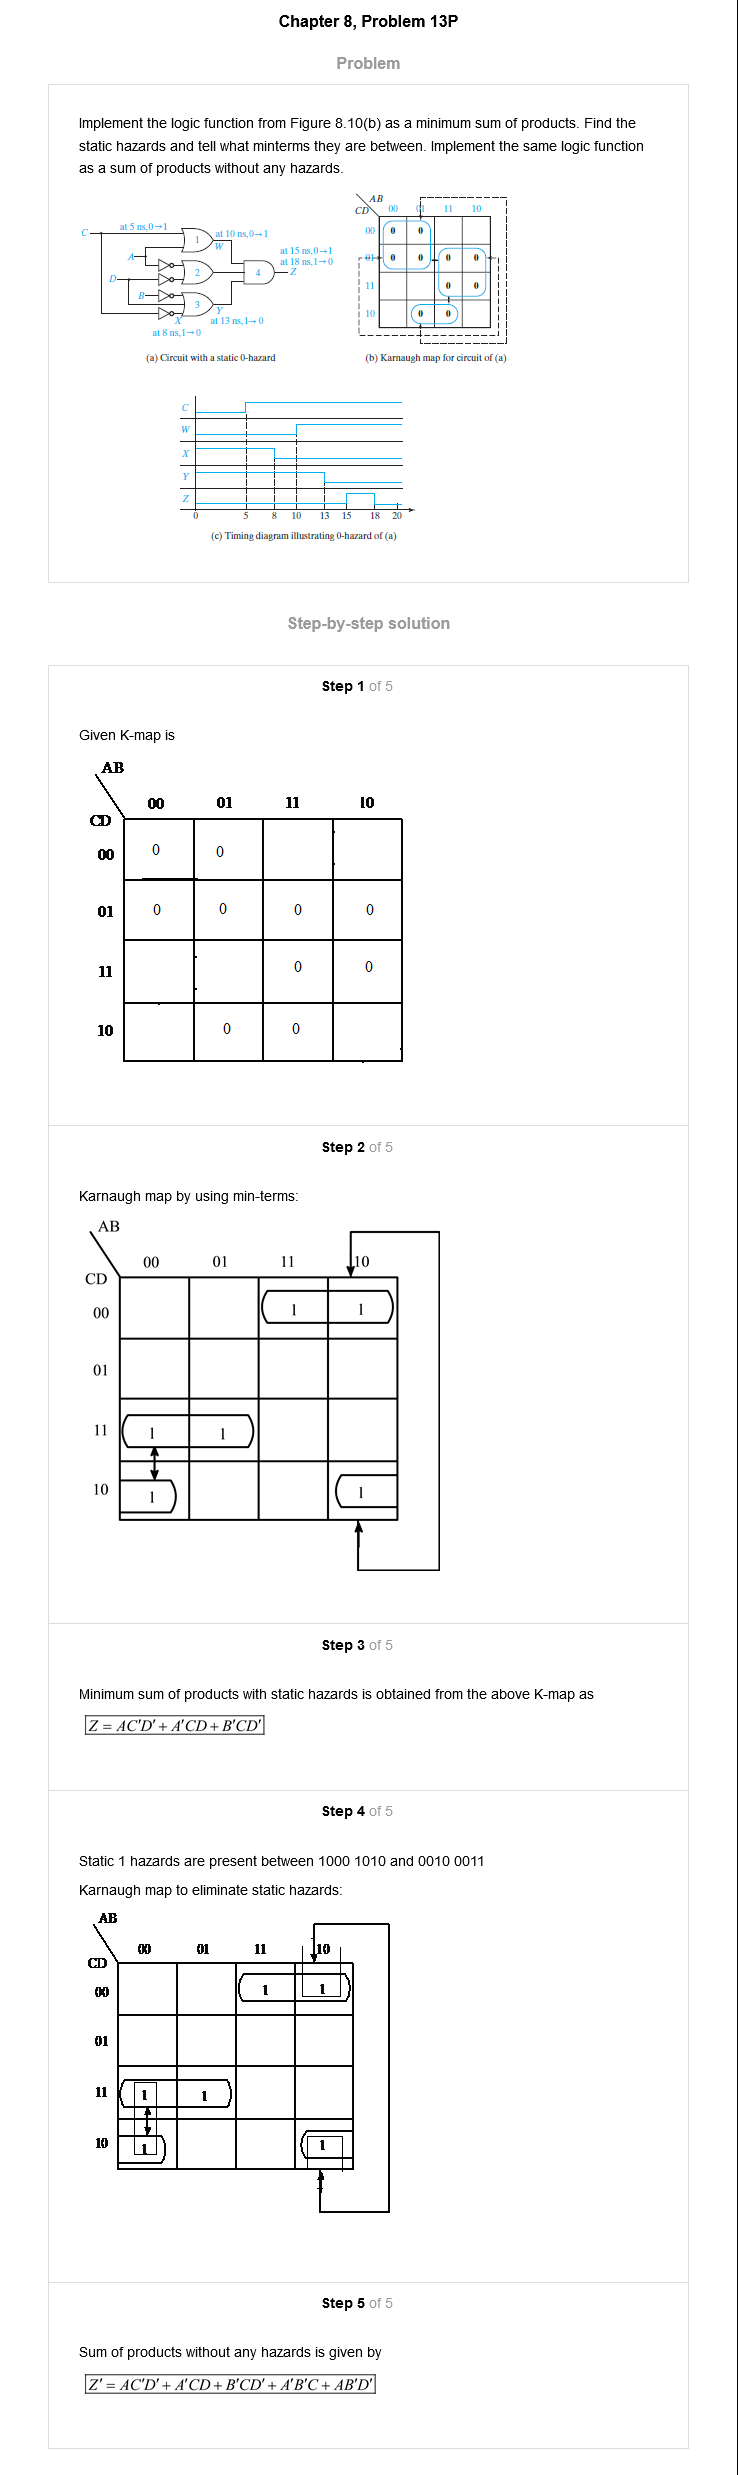 Chapter 8, Problem 13P
Problem
Implement the logic function from Figure 8.10(b) as a minimum sum of products. Find the
static hazards and tell what minterms they are between. Implement the same logic function
as a sum of products without any hazards.
C
at 5 ns,0→1
1
at 10 ns,0→1
W
A
at 15 ns,0→1
at 18 ns,1→0
2
4
Z
D
B
3
X
Y
at 13 ns,1→0
at 8 ns,1→0
(a) Circuit with a static 0-hazard
AB
CD 00 01 11 10
00 0 0
01 0 0 0 0
11 0 0
10 0 0
(b) Karnaugh map for circuit of (a)
C
W
X
Y
Z
0 5 8 10 13 15 18 20
(c) Timing diagram illustrating 0-hazard of (a)
Step-by-step solution
Step 1 of 5
Given K-map is
AB
00 01 11 10
CD
00 0 0
01 0 0 0 0
11 0 0
10 0 0
Step 2 of 5
Karnaugh map by using min-terms:
AB
00 01 11 10
CD
00 1 1
01
11 1 1
10 1 1
Step 3 of 5
Minimum sum of products with static hazards is obtained from the above K-map as
Z = AC'D' + A'CD + B'CD'
Step 4 of 5
Static 1 hazards are present between 1000 1010 and 0010 0011
Karnaugh map to eliminate static hazards:
AB
00 01 11 10
CD
00 1 1
01
11 1 1
10 1 1
Step 5 of 5
Sum of products without any hazards is given by
Z' = AC'D' + A'CD + B'CD' + A'B'C + AB'D'